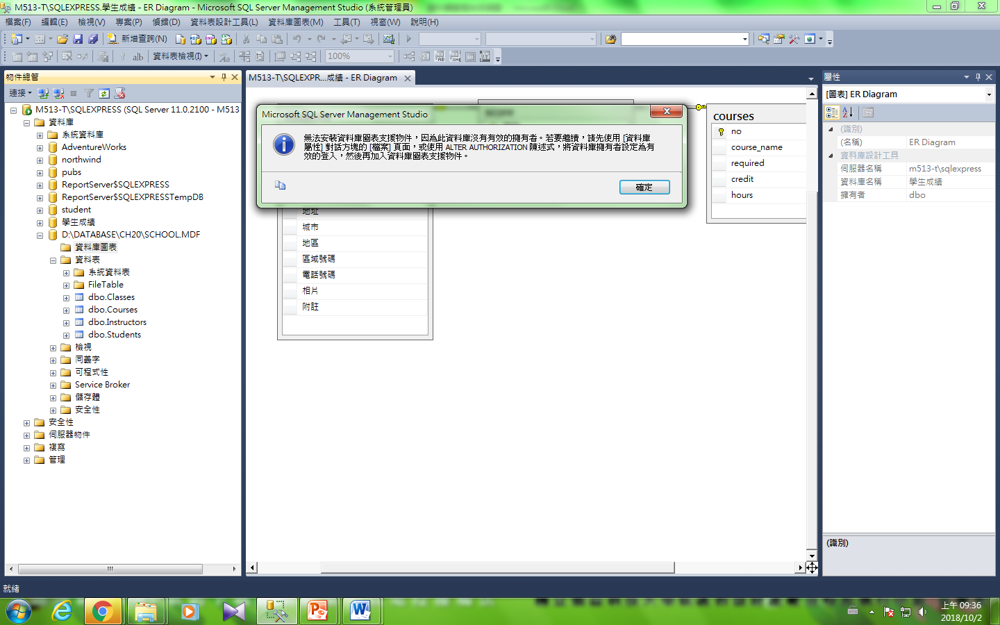 M513-T\SQLEXPRESS.學生成績 - ER Diagram - Microsoft SQL Server Management Studio (系統管理員)
檔案(F) 編輯(E) 檢視(V) 專案(P) 偵錯(D) 資料表設計工具(L) 資料庫圖表(M) 工具(T) 視窗(W) 說明(H)
新增查詢(N)
資料表檢視(I) 100%
物件總管
連接
M513-T\SQLEXPRESS (SQL Server 11.0.2100 - M513
資料庫
系統資料庫
AdventureWorks
northwind
pubs
ReportServer$SQLEXPRESS
ReportServer$SQLEXPRESSTempDB
student
學生成績
D:\DATABASE\CH20\SCHOOL.MDF
資料庫圖表
資料表
系統資料表
FileTable
dbo.Classes
dbo.Courses
dbo.Instructors
dbo.Students
檢視
同義字
可程式性
Service Broker
儲存體
安全性
安全性
伺服器物件
複寫
管理
M513-T\SQLEXPR...成績 - ER Diagram
Microsoft SQL Server Management Studio
無法安裝資料庫圖表支援物件，因為此資料庫沒有有效的擁有者。若要繼續，請先使用 [資料庫
屬性] 對話方塊的 [檔案] 頁面，或使用 ALTER AUTHORIZATION 陳述式，將資料庫擁有者設定為有
效的登入，然後再加入資料庫圖表支援物件。
確定
地址
城市
地區
區域號碼
電話號碼
相片
附註
courses
no
course_name
required
credit
hours
屬性
[圖表] ER Diagram
(識別)
(名稱) ER Diagram
資料庫設計工具
伺服器名稱 m513-t\sqlexpress
資料庫名稱 學生成績
擁有者 dbo
(識別)
就緒
上午 09:36
2018/10/2